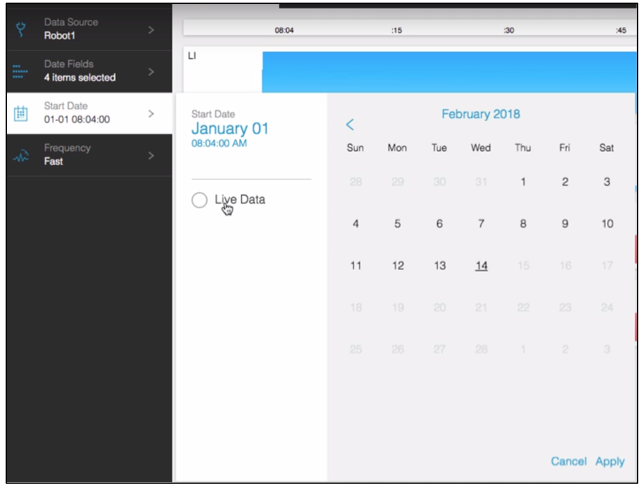 Data Source
Robot1
Date Fields
4 items selected
Start Date
01-01 08:04:00
Frequency
Fast
08:04 :15 :30 :45
LI
Start Date
January 01
08:04:00 AM
Live Data
February 2018
Sun Mon Tue Wed Thu Fri Sat
28 29 30 31 1 2 3
4 5 6 7 8 9 10
11 12 13 14 15 16 17
18 19 20 21 22 23 24
25 26 27 28 1 2 3
Cancel Apply